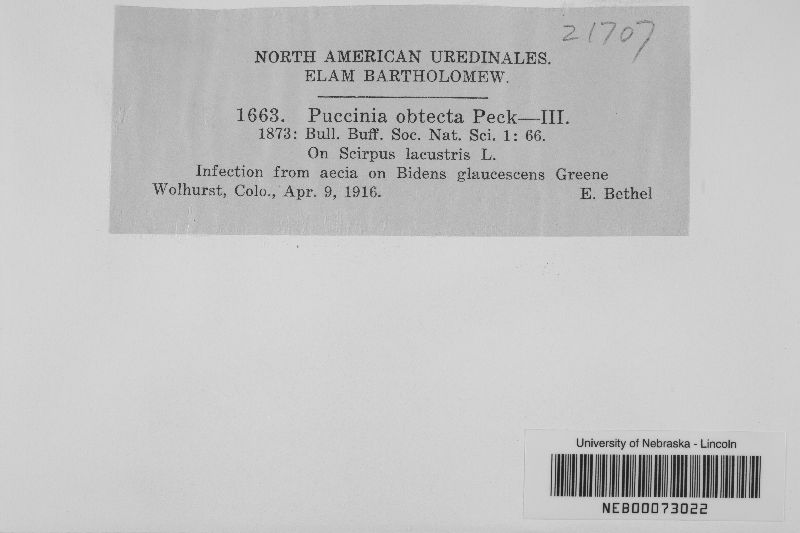 21707
NORTH AMERICAN UREDINALES.
ELAM BARTHOLOMEW.
1663. Puccinia obtecta Peck—III.
1873: Bull. Buff. Soc. Nat. Sci. 1: 66.
On Scirpus lacustris L.
Infection from aecia on Bidens glaucescens Greene
Wolhurst, Colo., Apr. 9, 1916. E. Bethel
University of Nebraska - Lincoln
NEB00073022